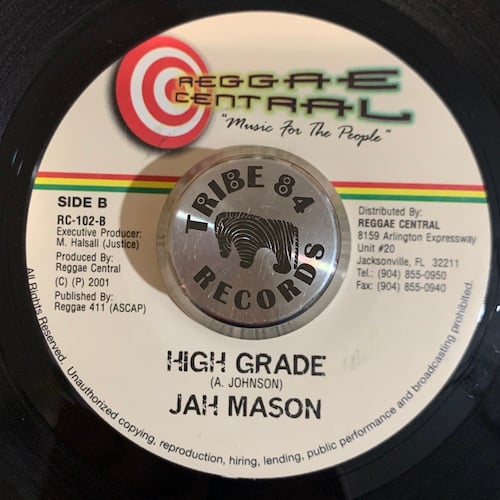 REGGAE
CENTRAL
"Music For The People"
SIDE B
RC-102-B
Executive Producer:
M. Halsall (Justice)
Produced By:
Reggae Central
(C) (P) 2001
Published By:
Reggae 411 (ASCAP)
TRIBE 84
RECORDS
Distributed By:
REGGAE CENTRAL
8159 Arlington Expressway
Unit #20
Jacksonville, FL 32211
Tel.: (904) 855-0950
Fax: (904) 855-0940
HIGH GRADE
(A. JOHNSON)
JAH MASON
All Rights Reserved. Unauthorized copying, reproduction, hiring, lending, public performance and broadcasting prohibited.